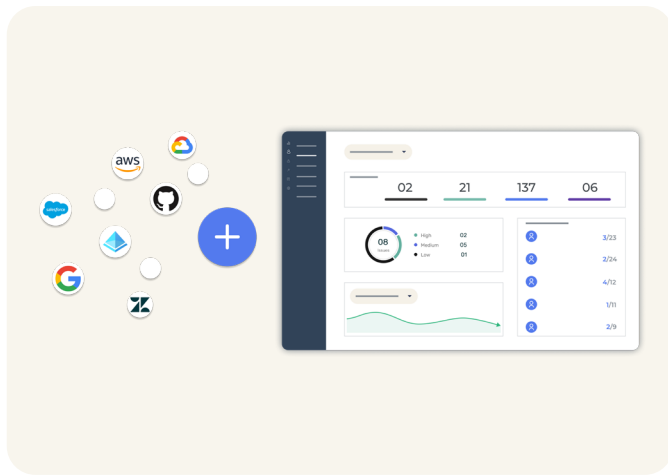 aws
salesforce
02 21 137 06
08
Issues
High 02
Medium 05
Low 01
3/23
2/24
4/12
1/11
2/9